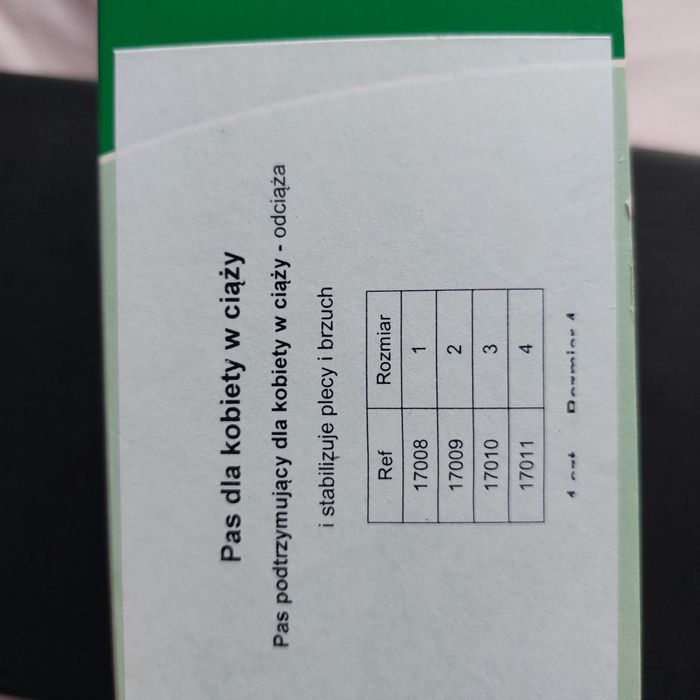 Pas dla kobiety w ciąży
Pas podtrzymujący dla kobiety w ciąży - odciąża
i stabilizuje plecy i brzuch
Ref Rozmiar
17008 1
17009 2
17010 3
17011 4